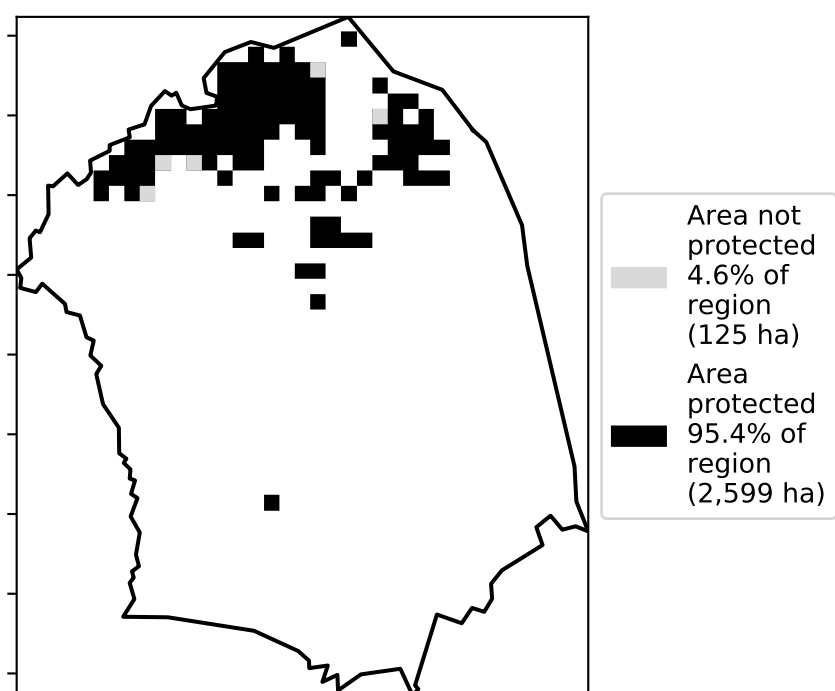 Area not
protected
4.6% of
region
(125 ha)
Area
protected
95.4% of
region
(2,599 ha)